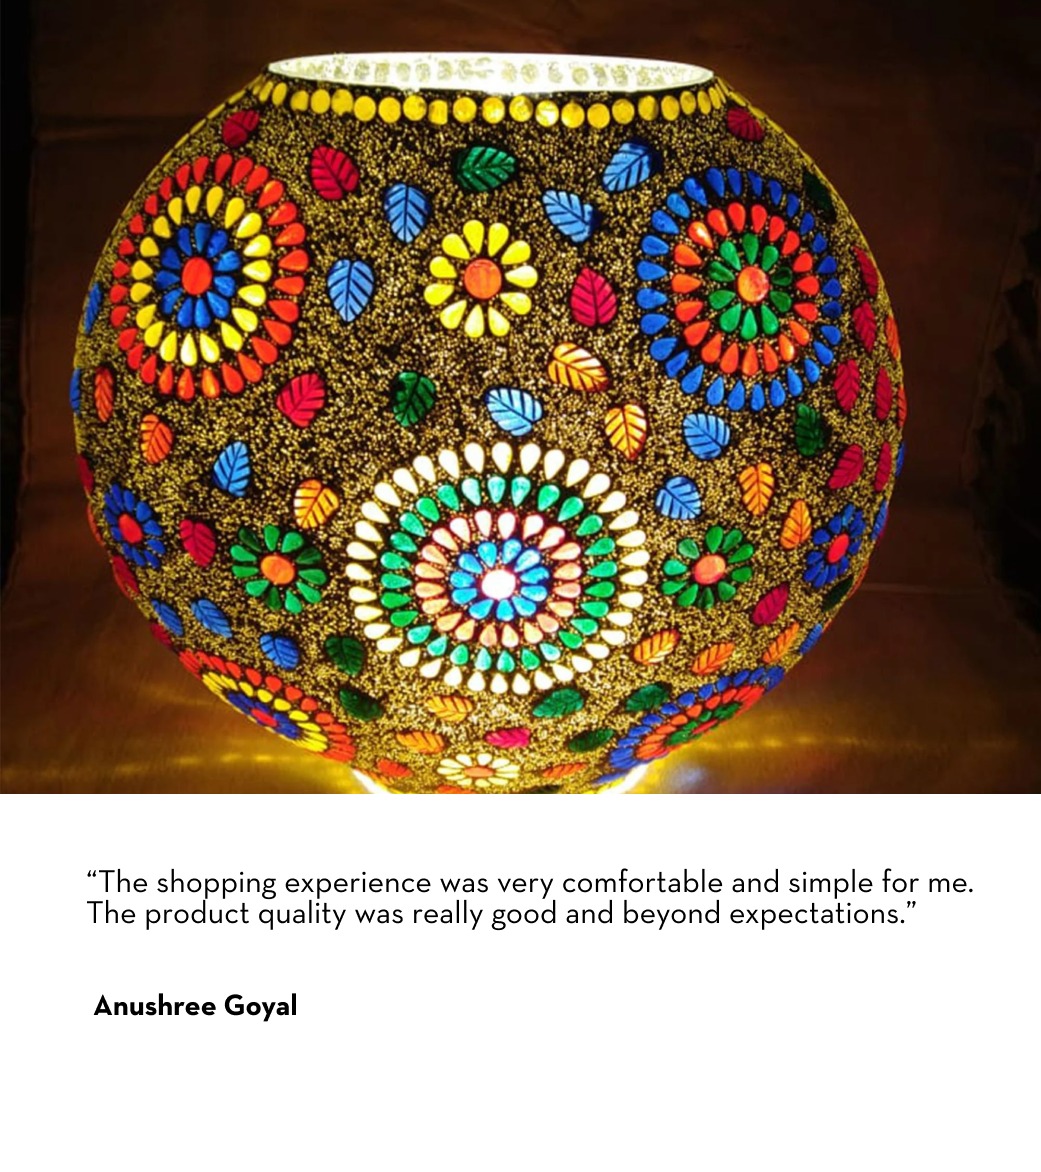 “The shopping experience was very comfortable and simple for me.
The product quality was really good and beyond expectations.”
Anushree Goyal